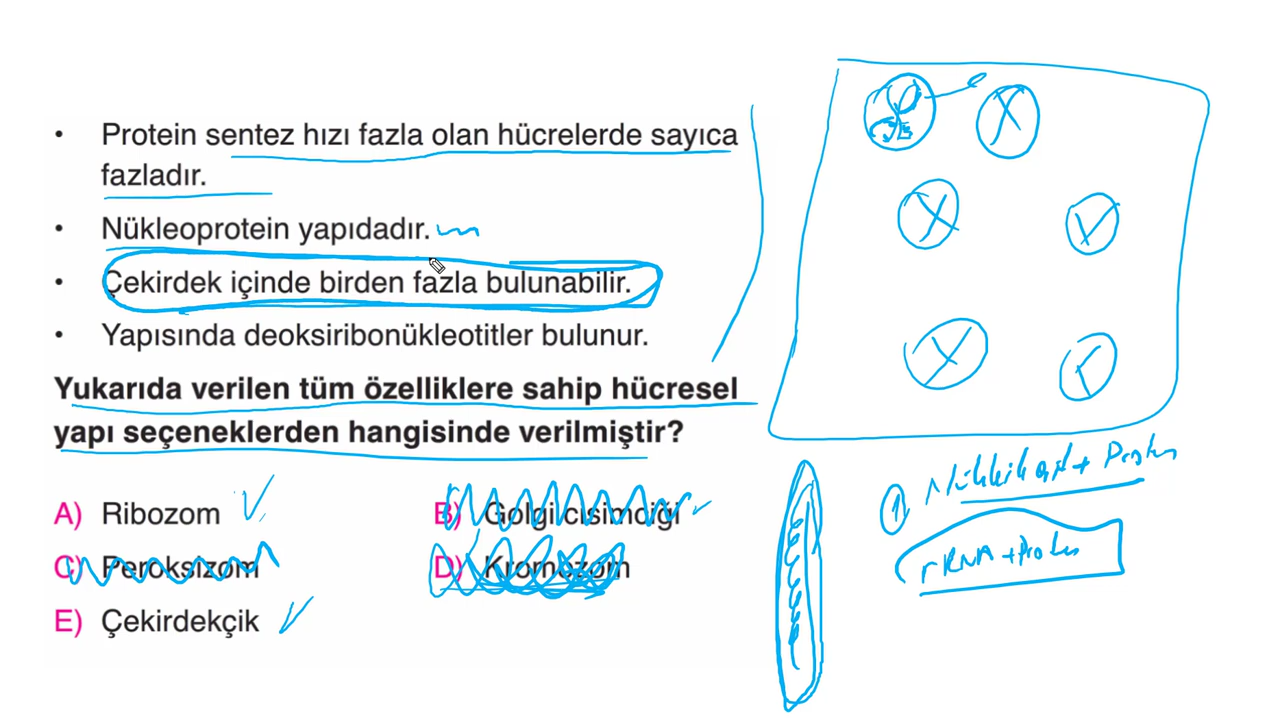 • Protein sentez hızı fazla olan hücrelerde sayıca
fazladır.
• Nükleoprotein yapıdadır.
• Çekirdek içinde birden fazla bulunabilir.
• Yapısında deoksiribonükleotitler bulunur.
Yukarıda verilen tüm özelliklere sahip hücresel
yapı seçeneklerden hangisinde verilmiştir?
A) Ribozom
B) Golgi cisimciği
C) Peroksizom
D) Kromozom
E) Çekirdekçik
rRNA + Protein